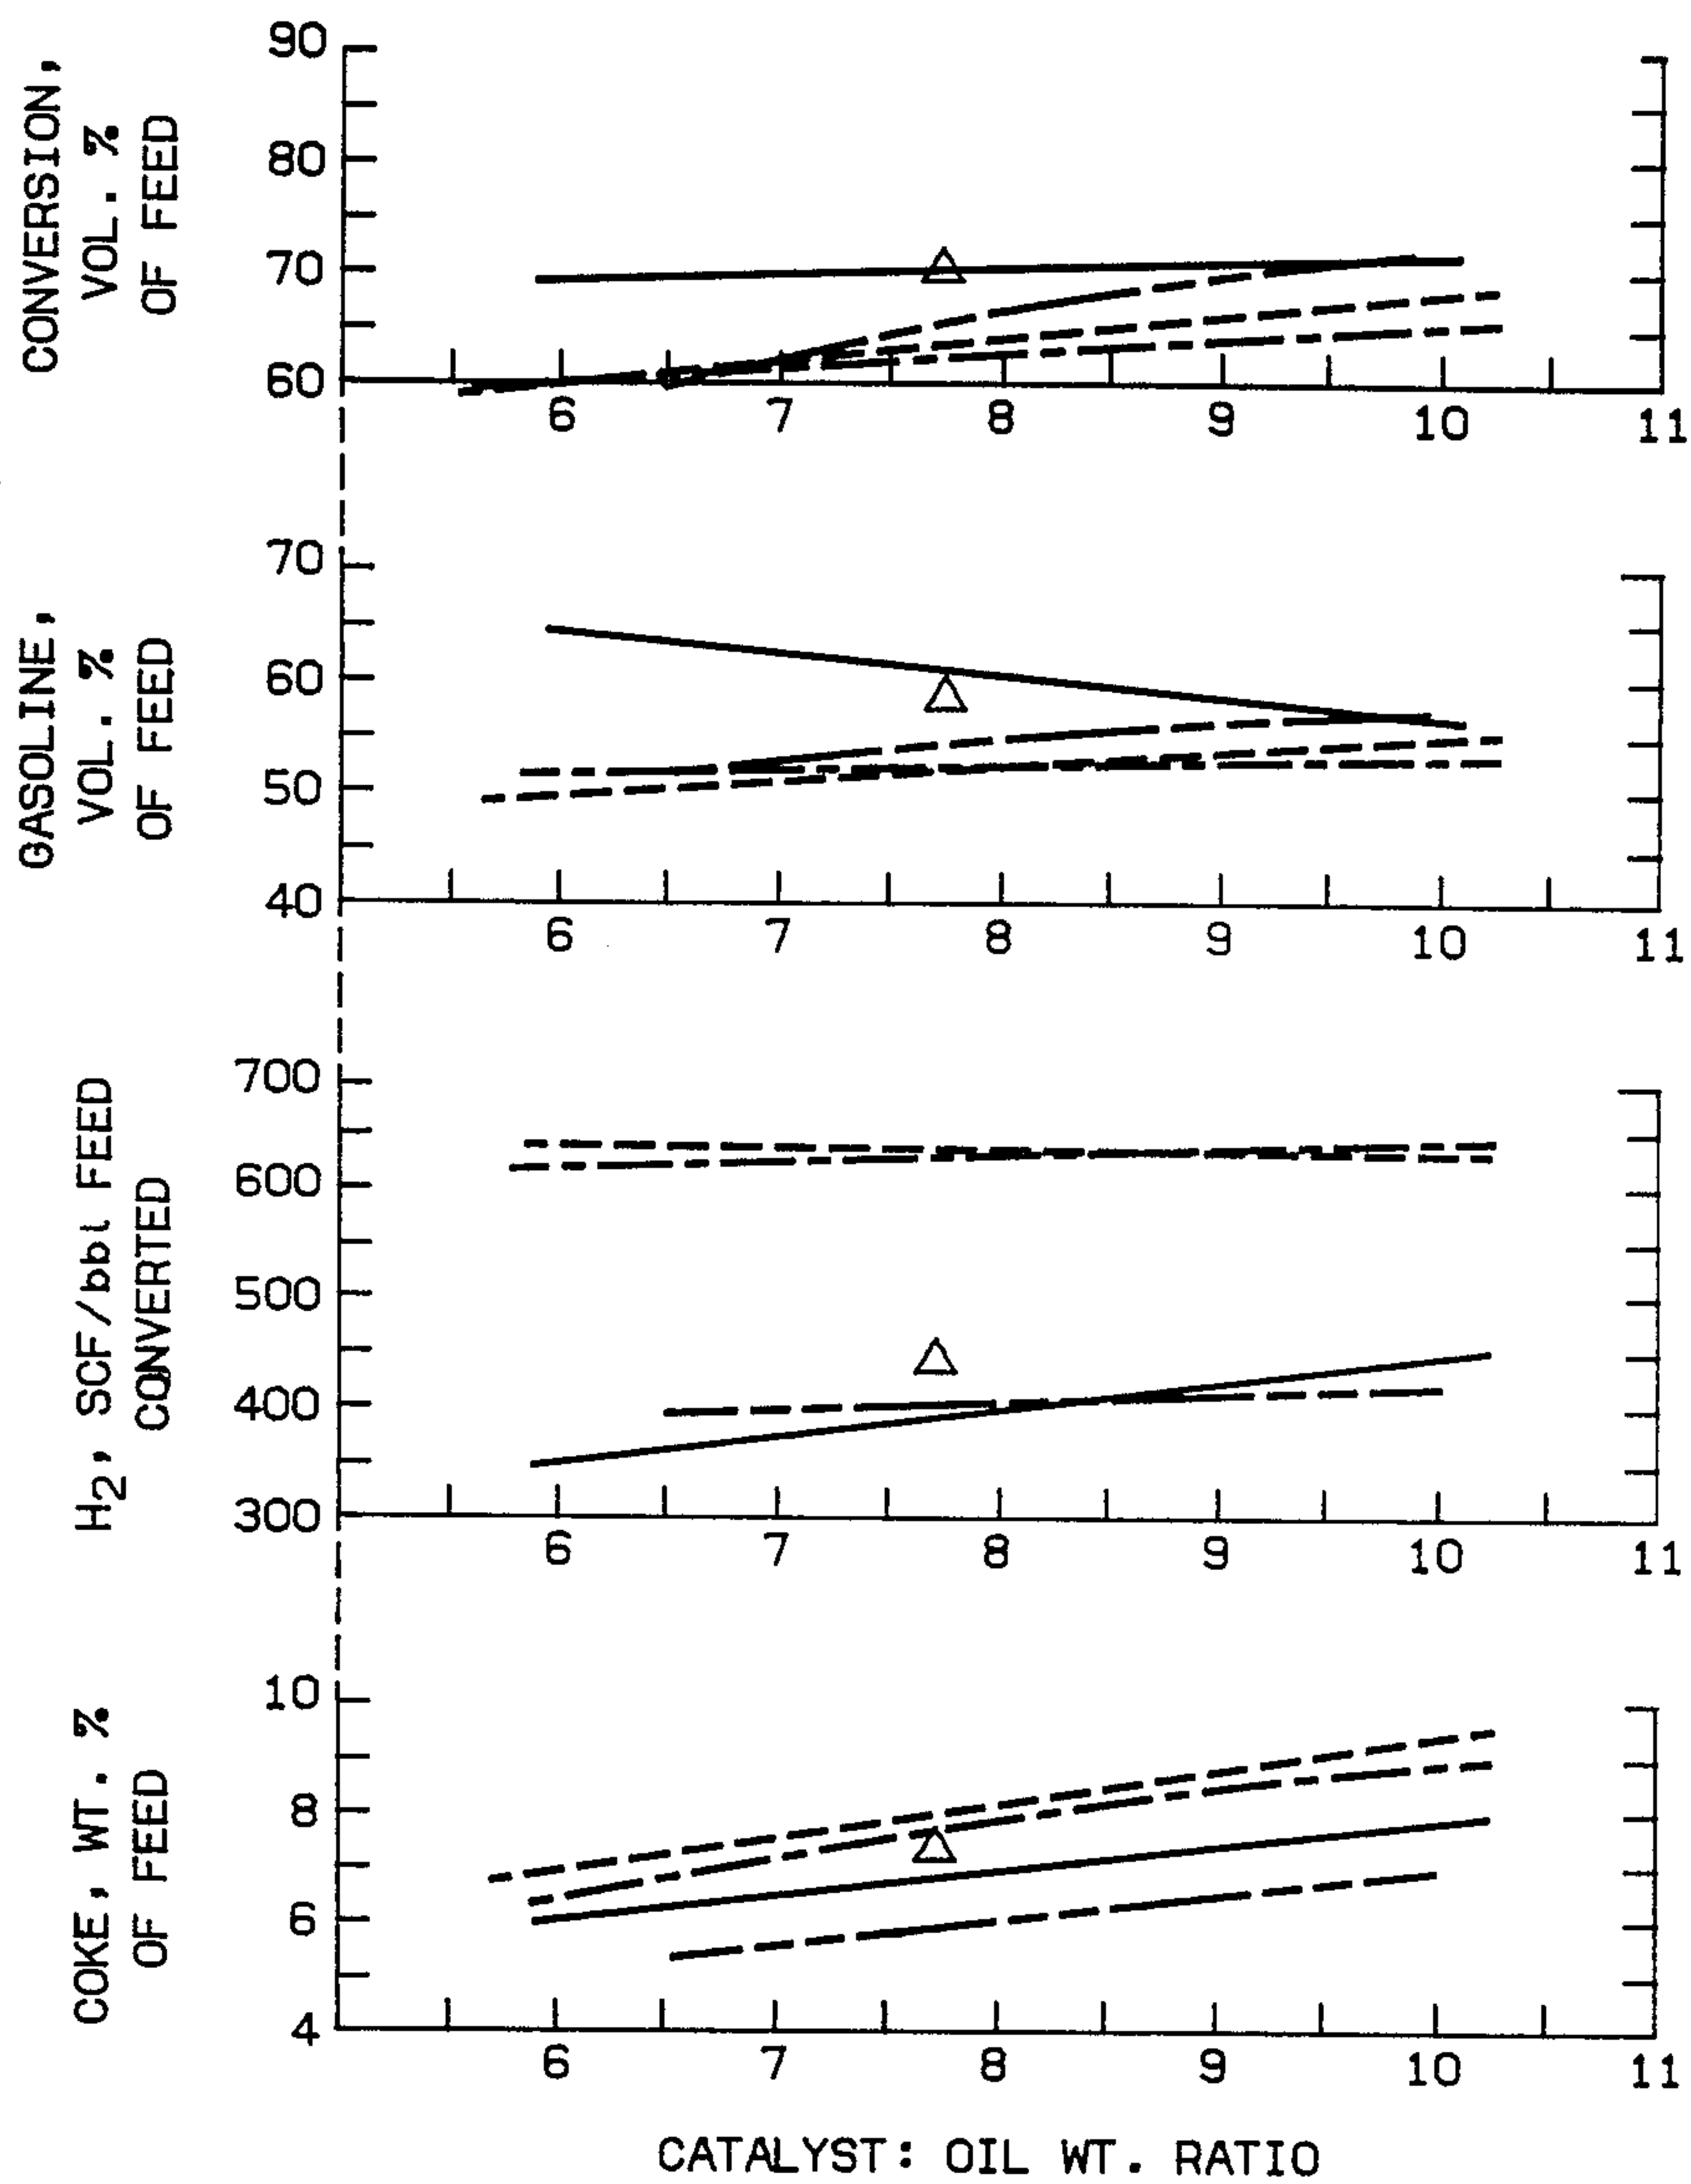 CONVERSION,
VOL. %
OF FEED
90
80
70
60
6 7 8 9 10 11
GASOLINE,
VOL. %
OF FEED
70
60
50
40
6 7 8 9 10 11
H2, SCF/bbl FEED
CONVERTED
700
600
500
400
300
6 7 8 9 10 11
COKE, WT. %
OF FEED
10
8
6
4
6 7 8 9 10 11
CATALYST: OIL WT. RATIO